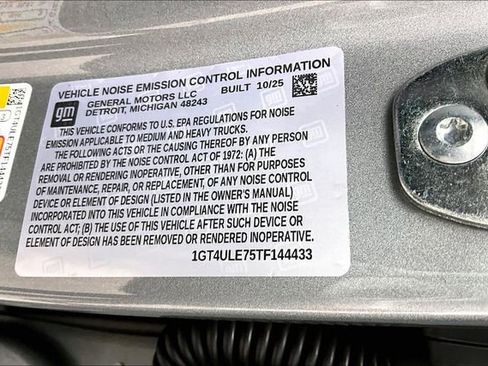 VEHICLE NOISE EMISSION CONTROL INFORMATION
gm
GENERAL MOTORS LLC BUILT 10/25
DETROIT, MICHIGAN 48243
THIS VEHICLE CONFORMS TO U.S. EPA REGULATIONS FOR NOISE
EMISSION APPLICABLE TO MEDIUM AND HEAVY TRUCKS.
THE FOLLOWING ACTS OR THE CAUSING THEREOF BY ANY PERSON
ARE PROHIBITED BY THE NOISE CONTROL ACT OF 1972: (A) THE
REMOVAL OR RENDERING INOPERATIVE, OTHER THAN FOR PURPOSES
OF MAINTENANCE, REPAIR, OR REPLACEMENT, OF ANY NOISE CONTROL
DEVICE OR ELEMENT OF DESIGN (LISTED IN THE OWNER'S MANUAL)
INCORPORATED INTO THIS VEHICLE IN COMPLIANCE WITH THE NOISE
CONTROL ACT; (B) THE USE OF THIS VEHICLE AFTER SUCH DEVICE OR
ELEMENT OF DESIGN HAS BEEN REMOVED OR RENDERED INOPERATIVE.
1GT4ULE75TF144433